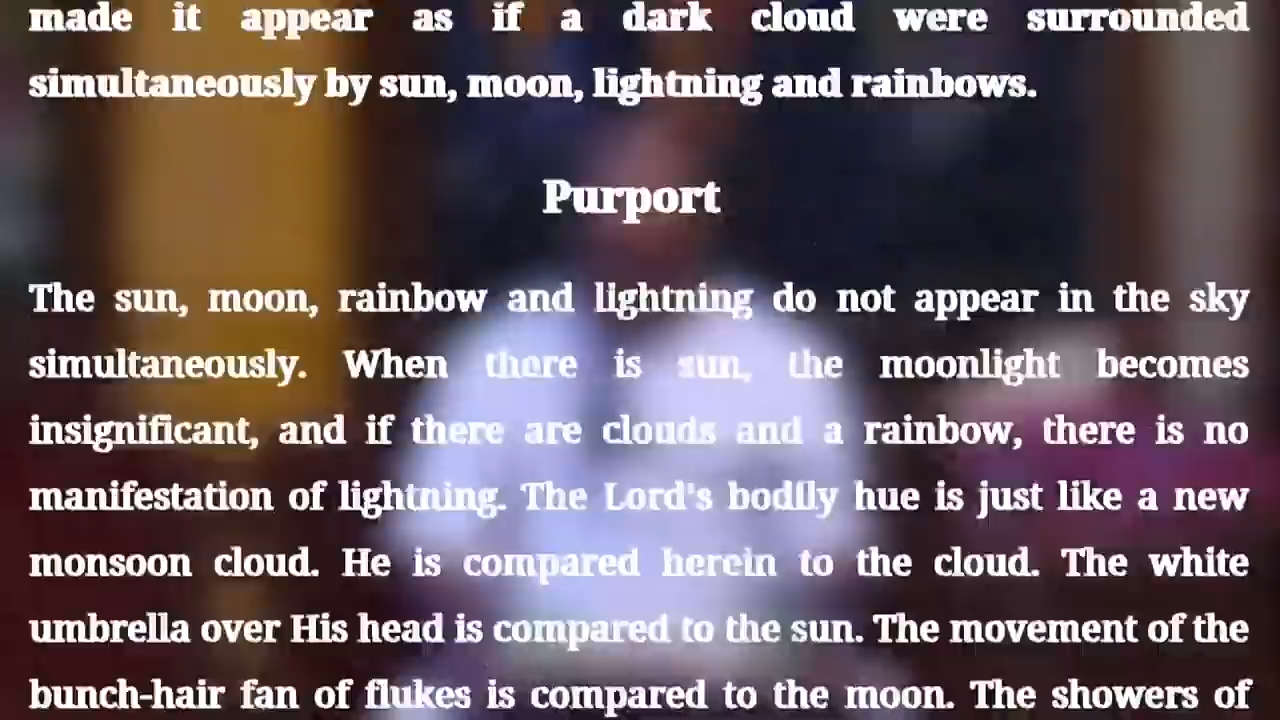 made it appear as if a dark cloud were surrounded
simultaneously by sun, moon, lightning and rainbows.
Purport
The sun, moon, rainbow and lightning do not appear in the sky
simultaneously. When there is sun, the moonlight becomes
insignificant, and if there are clouds and a rainbow, there is no
manifestation of lightning. The Lord's bodily hue is just like a new
monsoon cloud. He is compared herein to the cloud. The white
umbrella over His head is compared to the sun. The movement of the
bunch-hair fan of flukes is compared to the moon. The showers of